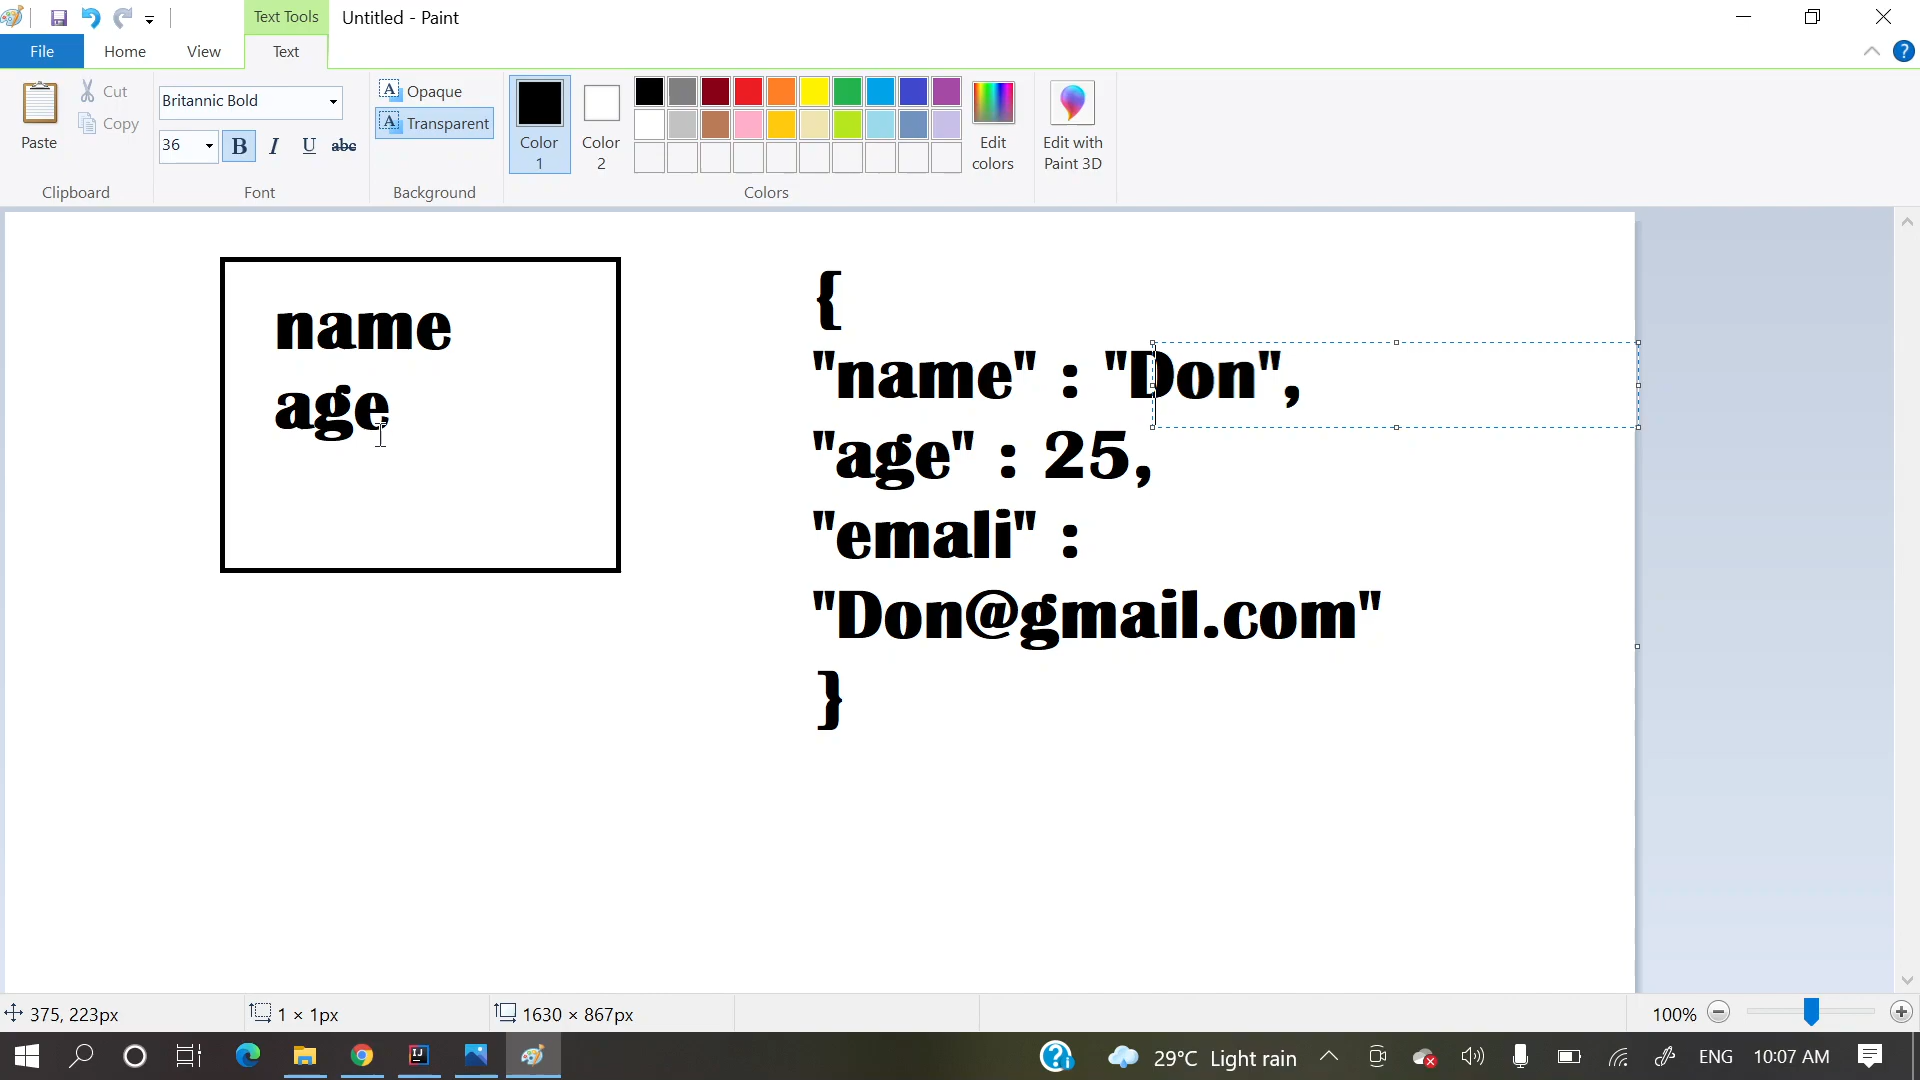 Text Tools Untitled - Paint
File Home View Text ?
Paste
Cut
Copy
Clipboard
Britannic Bold
36 B I U abc
Font
A Opaque
A Transparent
Background
Color 1
Color 2
Colors
Edit colors
Edit with Paint 3D
name
age
{
"name" : "Don",
"age" : 25,
"emali" :
"Don@gmail.com"
}
375, 223px 1 × 1px 1630 × 867px 100%
29°C Light rain ENG 10:07 AM